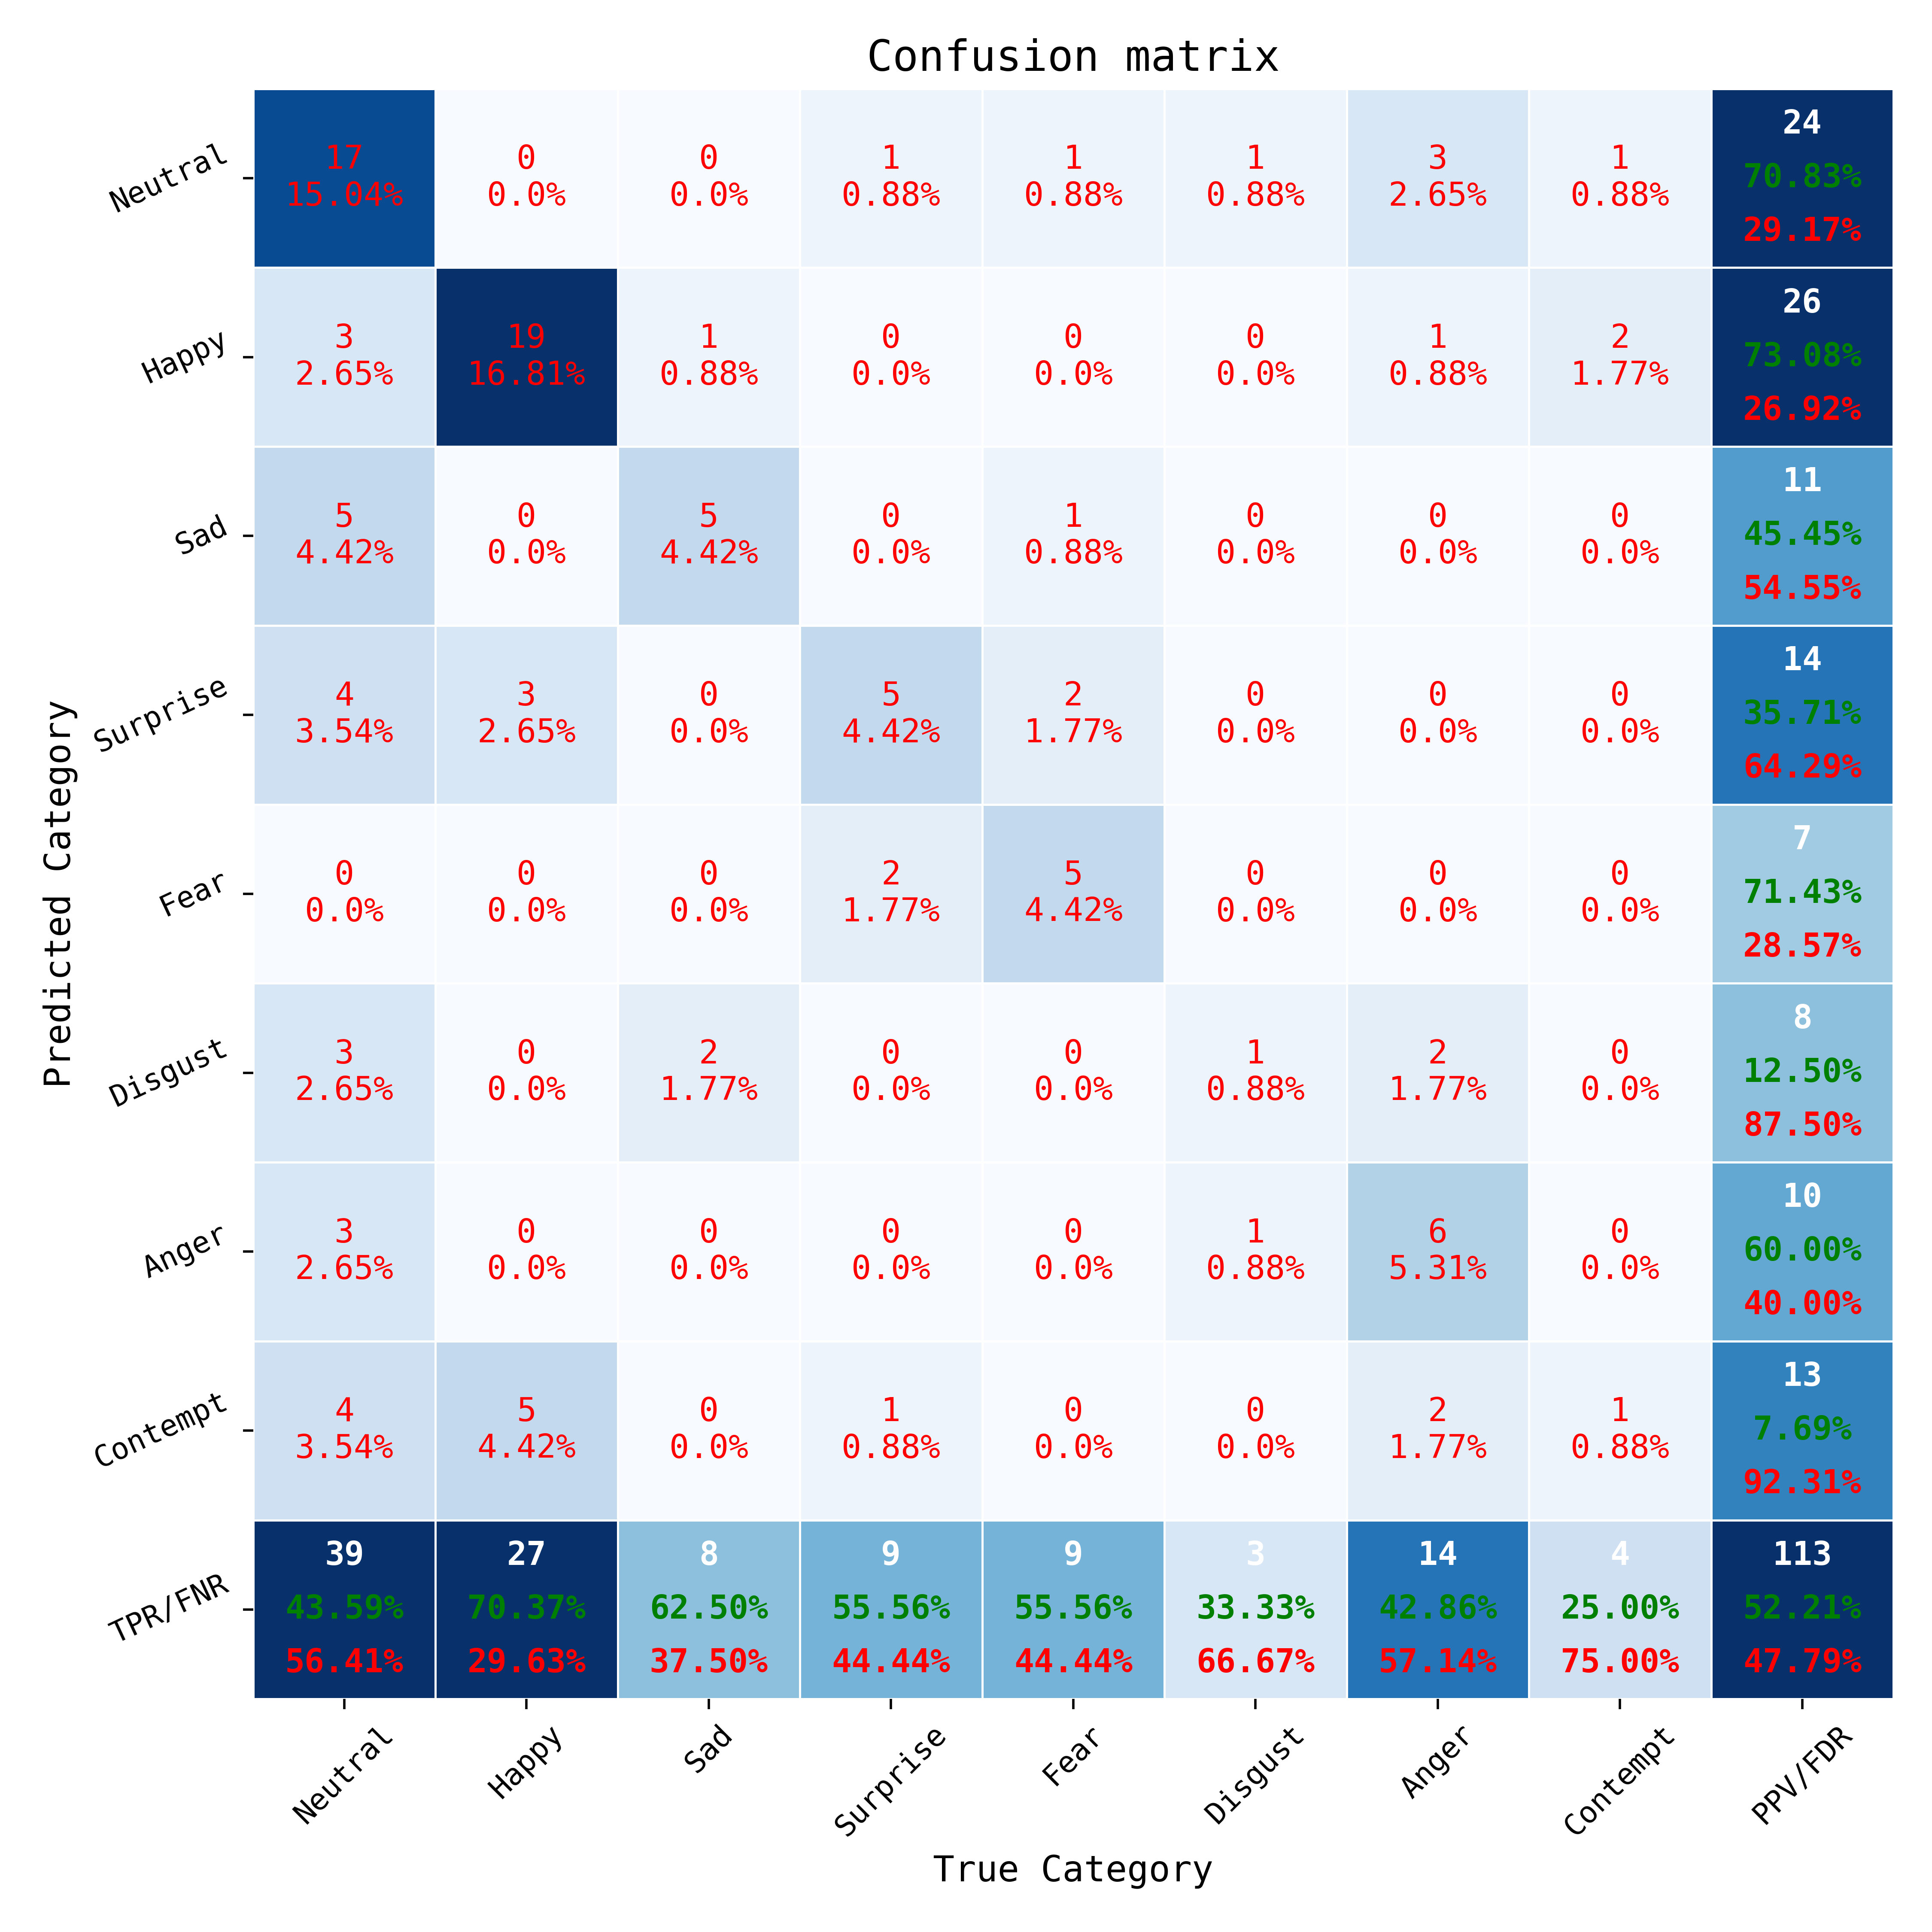 Confusion matrix
Predicted Category
Neutral
17 0 0 1 1 1 3 1 24
15.04% 0.0% 0.0% 0.88% 0.88% 0.88% 2.65% 0.88% 70.83%
29.17%
Happy
3 19 1 0 0 0 1 2 26
2.65% 16.81% 0.88% 0.0% 0.0% 0.0% 0.88% 1.77% 73.08%
26.92%
Sad
5 0 5 0 1 0 0 0 11
4.42% 0.0% 4.42% 0.0% 0.88% 0.0% 0.0% 0.0% 45.45%
54.55%
Surprise
4 3 0 5 2 0 0 0 14
3.54% 2.65% 0.0% 4.42% 1.77% 0.0% 0.0% 0.0% 35.71%
64.29%
Fear
0 0 0 2 5 0 0 0 7
0.0% 0.0% 0.0% 1.77% 4.42% 0.0% 0.0% 0.0% 71.43%
28.57%
Disgust
3 0 2 0 0 1 2 0 8
2.65% 0.0% 1.77% 0.0% 0.0% 0.88% 1.77% 0.0% 12.50%
87.50%
Anger
3 0 0 0 0 1 6 0 10
2.65% 0.0% 0.0% 0.0% 0.0% 0.88% 5.31% 0.0% 60.00%
40.00%
Contempt
4 5 0 1 0 0 2 1 13
3.54% 4.42% 0.0% 0.88% 0.0% 0.0% 1.77% 0.88% 7.69%
92.31%
TPR/FNR
39 27 8 9 9 3 14 4 113
43.59% 70.37% 62.50% 55.56% 55.56% 33.33% 42.86% 25.00% 52.21%
56.41% 29.63% 37.50% 44.44% 44.44% 66.67% 57.14% 75.00% 47.79%
Neutral Happy Sad Surprise Fear Disgust Anger Contempt PPV/FDR
True Category